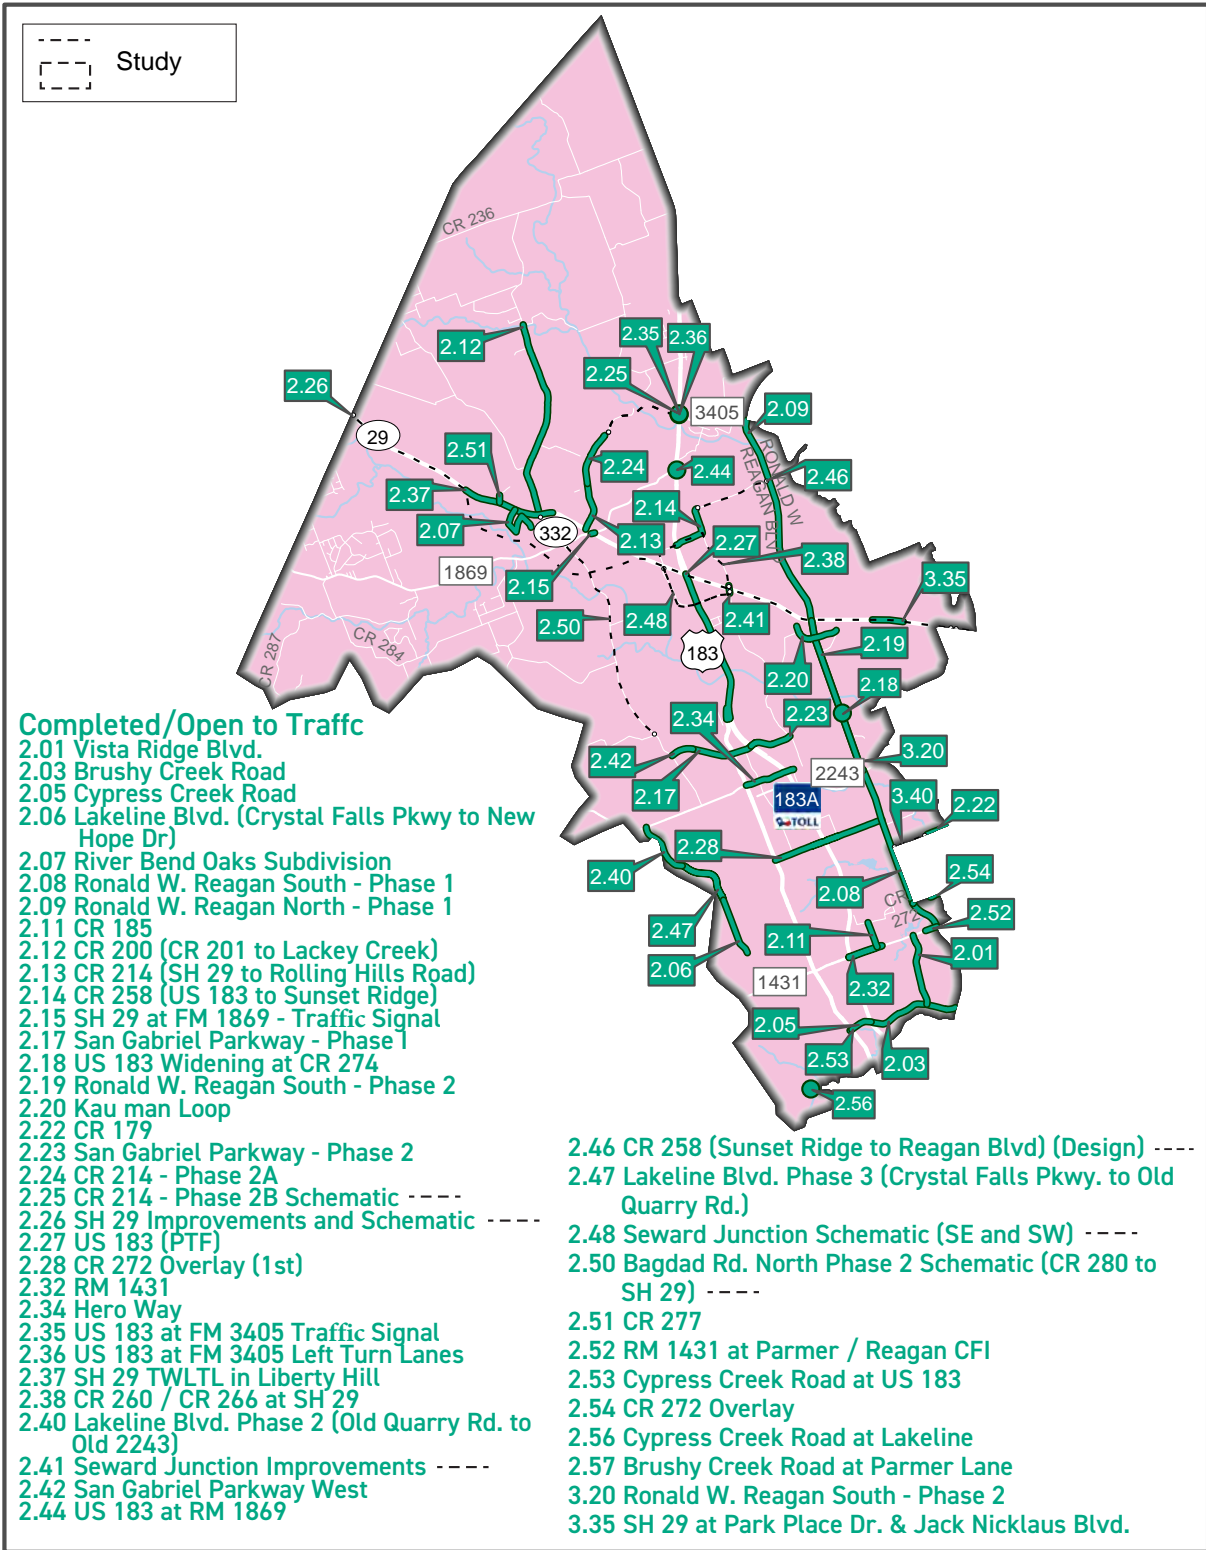 Study
CR 236
2.12
2.35
2.36
2.25
2.26
3405
2.09
29
2.51
2.24
2.44
RONALD W
REAGAN BLVD
2.46
2.37
2.14
2.07
332
2.13
2.27
2.38
1869
2.15
3.35
2.50
2.48
2.41
CR 287
CR 284
183
2.19
2.20
2.18
2.34
2.23
3.20
2.42
2.17
2243
183A
TOLL
3.40
2.22
2.28
2.40
2.08
2.54
CR
272
2.52
2.47
2.11
2.01
2.06
1431
2.32
2.05
2.53
2.03
2.56
Completed/Open to Traffc
2.01 Vista Ridge Blvd.
2.03 Brushy Creek Road
2.05 Cypress Creek Road
2.06 Lakeline Blvd. (Crystal Falls Pkwy to New
Hope Dr)
2.07 River Bend Oaks Subdivision
2.08 Ronald W. Reagan South - Phase 1
2.09 Ronald W. Reagan North - Phase 1
2.11 CR 185
2.12 CR 200 (CR 201 to Lackey Creek)
2.13 CR 214 (SH 29 to Rolling Hills Road)
2.14 CR 258 (US 183 to Sunset Ridge)
2.15 SH 29 at FM 1869 - Traffic Signal
2.17 San Gabriel Parkway - Phase 1
2.18 US 183 Widening at CR 274
2.19 Ronald W. Reagan South - Phase 2
2.20 Kau man Loop
2.22 CR 179
2.23 San Gabriel Parkway - Phase 2
2.24 CR 214 - Phase 2A
2.25 CR 214 - Phase 2B Schematic ----
2.26 SH 29 Improvements and Schematic ----
2.27 US 183 (PTF)
2.28 CR 272 Overlay (1st)
2.32 RM 1431
2.34 Hero Way
2.35 US 183 at FM 3405 Traffic Signal
2.36 US 183 at FM 3405 Left Turn Lanes
2.37 SH 29 TWLTL in Liberty Hill
2.38 CR 260 / CR 266 at SH 29
2.40 Lakeline Blvd. Phase 2 (Old Quarry Rd. to
Old 2243)
2.41 Seward Junction Improvements ----
2.42 San Gabriel Parkway West
2.44 US 183 at RM 1869
2.46 CR 258 (Sunset Ridge to Reagan Blvd) (Design) ----
2.47 Lakeline Blvd. Phase 3 (Crystal Falls Pkwy. to Old
Quarry Rd.)
2.48 Seward Junction Schematic (SE and SW) ----
2.50 Bagdad Rd. North Phase 2 Schematic (CR 280 to
SH 29) ----
2.51 CR 277
2.52 RM 1431 at Parmer / Reagan CFI
2.53 Cypress Creek Road at US 183
2.54 CR 272 Overlay
2.56 Cypress Creek Road at Lakeline
2.57 Brushy Creek Road at Parmer Lane
3.20 Ronald W. Reagan South - Phase 2
3.35 SH 29 at Park Place Dr. & Jack Nicklaus Blvd.